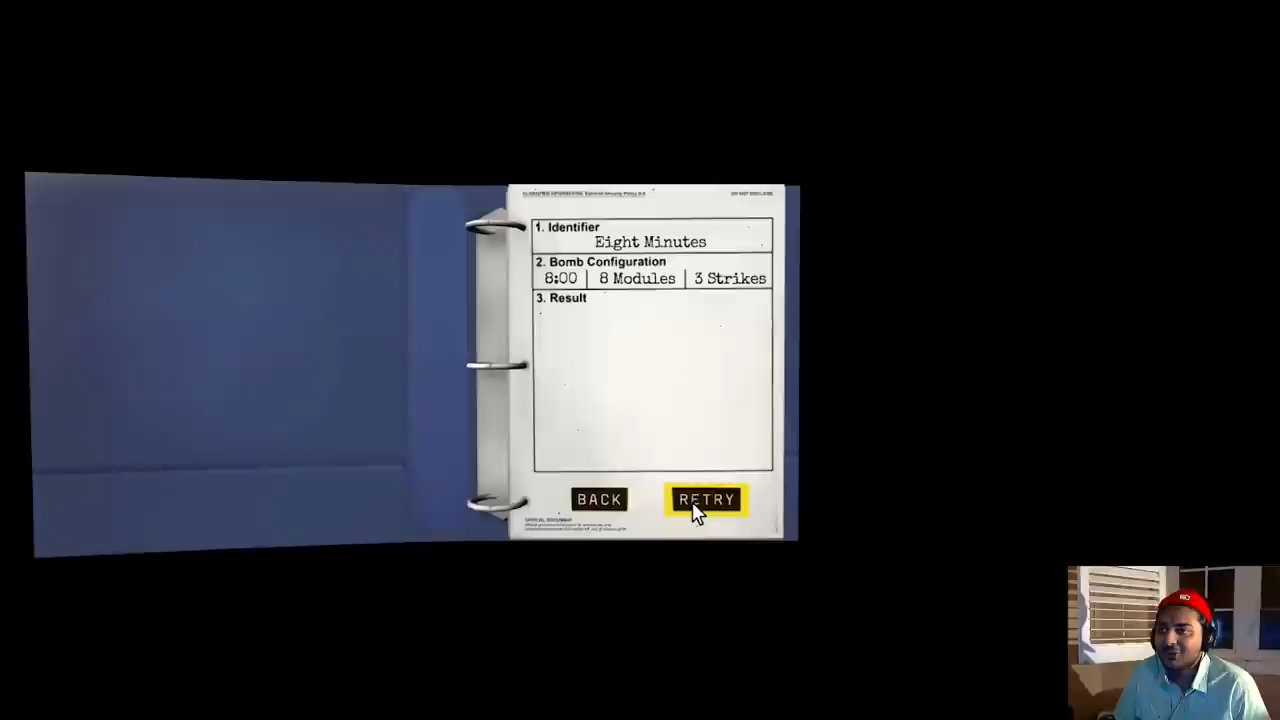 1. Identifier
Eight Minutes
2. Bomb Configuration
8:00 | 8 Modules | 3 Strikes
3. Result
BACK
RETRY